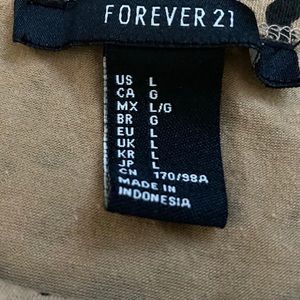 FOREVER 21
US L
CA G
MX L/G
BR G
EU L
UK L
KR L
JP L
CN 170/98A
MADE IN
INDONESIA